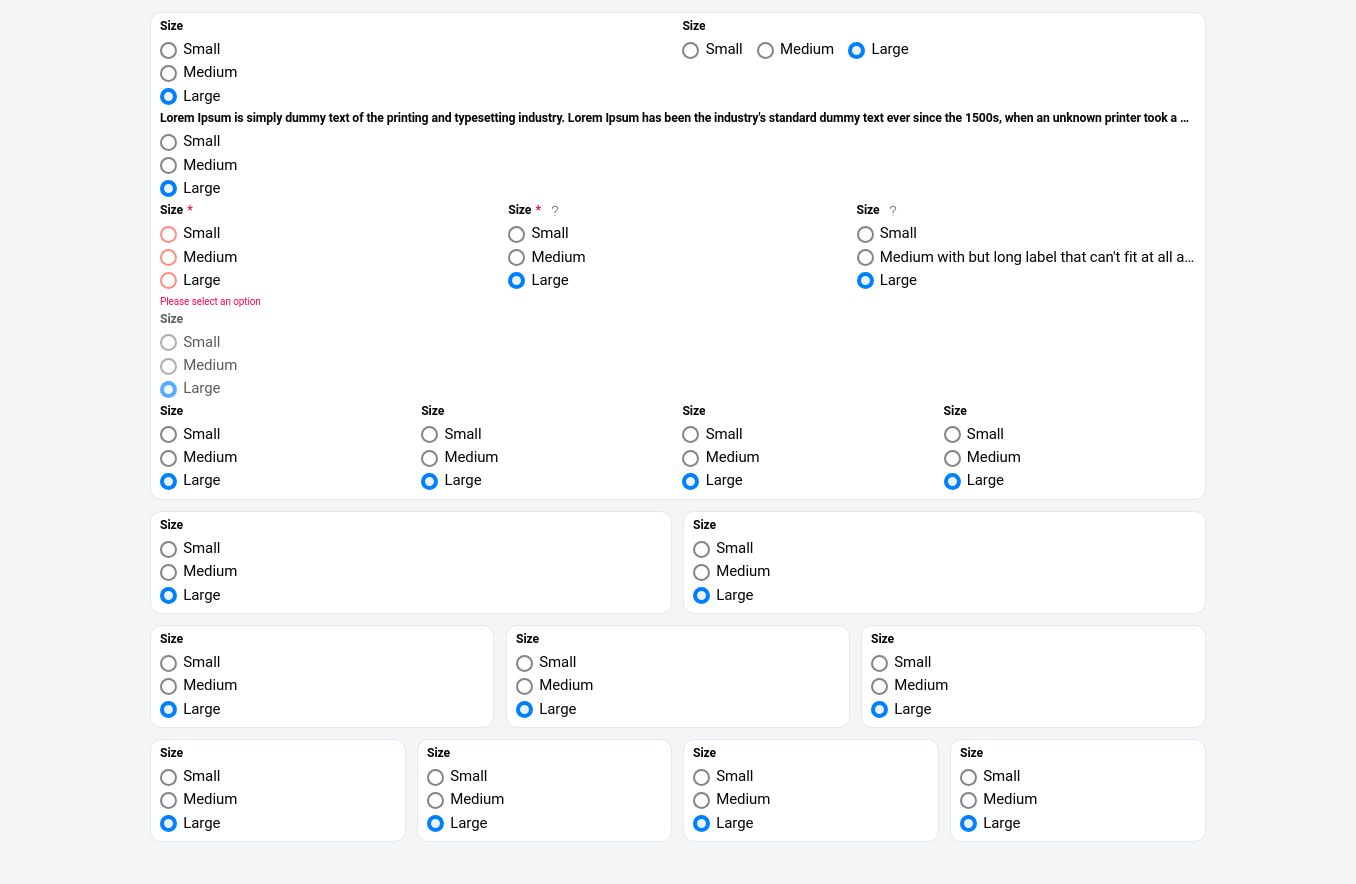 Size
Small
Medium
Large
Size
Small Medium Large
Lorem Ipsum is simply dummy text of the printing and typesetting industry. Lorem Ipsum has been the industry's standard dummy text ever since the 1500s, when an unknown printer took a ...
Small
Medium
Large
Size *
Small
Medium
Large
Please select an option
Size * ?
Small
Medium
Large
Size ?
Small
Medium with but long label that can't fit at all a...
Large
Size
Small
Medium
Large
Size
Small
Medium
Large
Size
Small
Medium
Large
Size
Small
Medium
Large
Size
Small
Medium
Large
Size
Small
Medium
Large
Size
Small
Medium
Large
Size
Small
Medium
Large
Size
Small
Medium
Large
Size
Small
Medium
Large
Size
Small
Medium
Large
Size
Small
Medium
Large
Size
Small
Medium
Large
Size
Small
Medium
Large